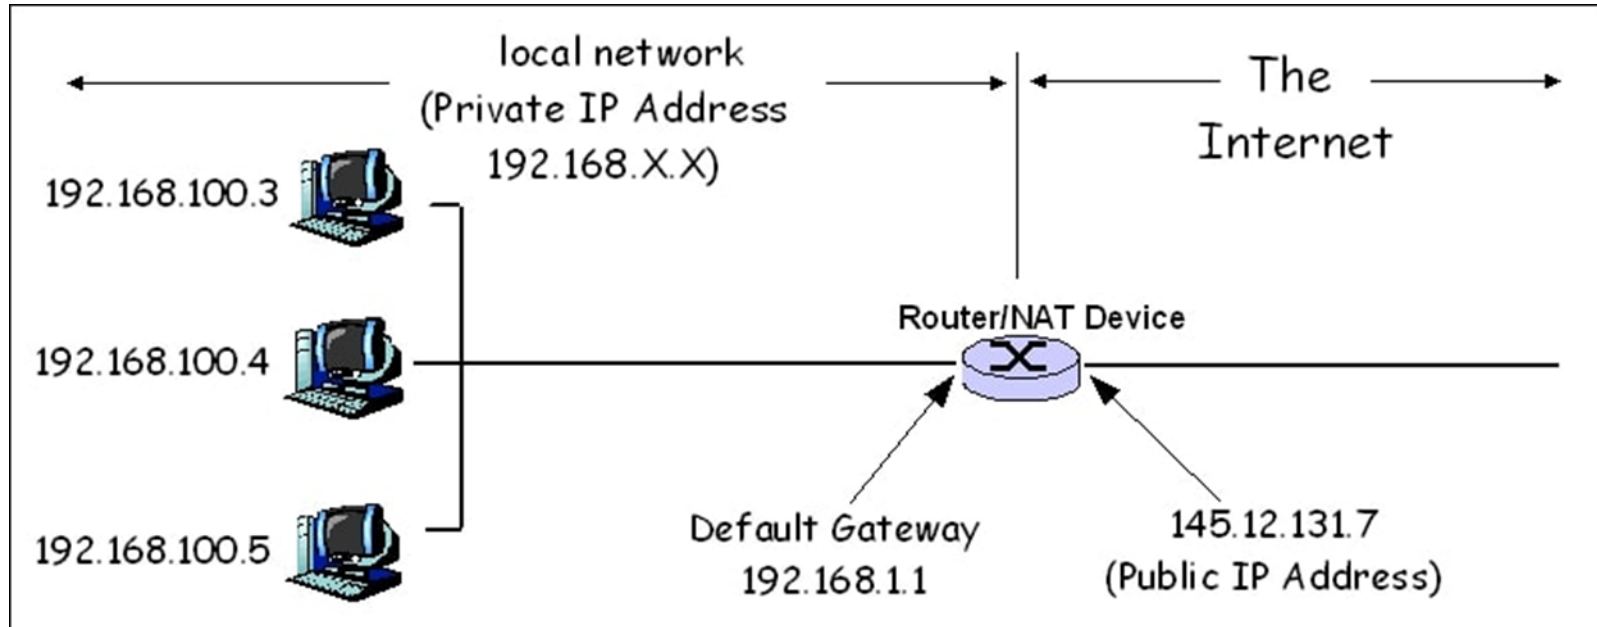 local network
(Private IP Address
192.168.X.X)
The
Internet
192.168.100.3
Router/NAT Device
192.168.100.4
192.168.100.5
Default Gateway
192.168.1.1
145.12.131.7
(Public IP Address)